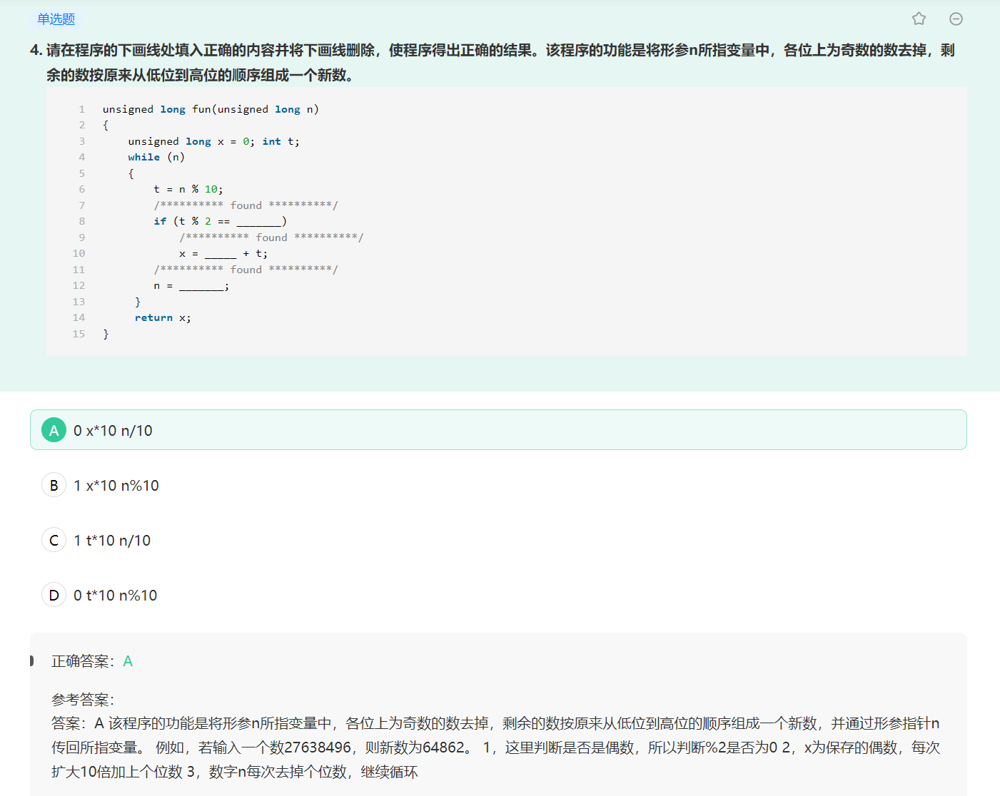 单选题
4. 请在程序的下画线处填入正确的内容并将下画线删除，使程序得出正确的结果。该程序的功能是将形参n所指变量中，各位上为奇数的数去掉，剩
余的数按原来从低位到高位的顺序组成一个新数。
1 unsigned long fun(unsigned long n)
2 {
3 unsigned long x = 0; int t;
4 while (n)
5 {
6 t = n % 10;
7 /********** found **********/
8 if (t % 2 == _______)
9 /********** found **********/
10 x = _____ + t;
11 /********** found **********/
12 n = _______;
13 }
14 return x;
15 }
A 0 x*10 n/10
B 1 x*10 n%10
C 1 t*10 n/10
D 0 t*10 n%10
正确答案：A
参考答案：
答案：A 该程序的功能是将形参n所指变量中，各位上为奇数的数去掉，剩余的数按原来从低位到高位的顺序组成一个新数，并通过形参指针n
传回所指变量。 例如，若输入一个数27638496，则新数为64862。 1，这里判断是否是偶数，所以判断%2是否为0 2，x为保存的偶数，每次
扩大10倍加上个位数 3，数字n每次去掉个位数，继续循环